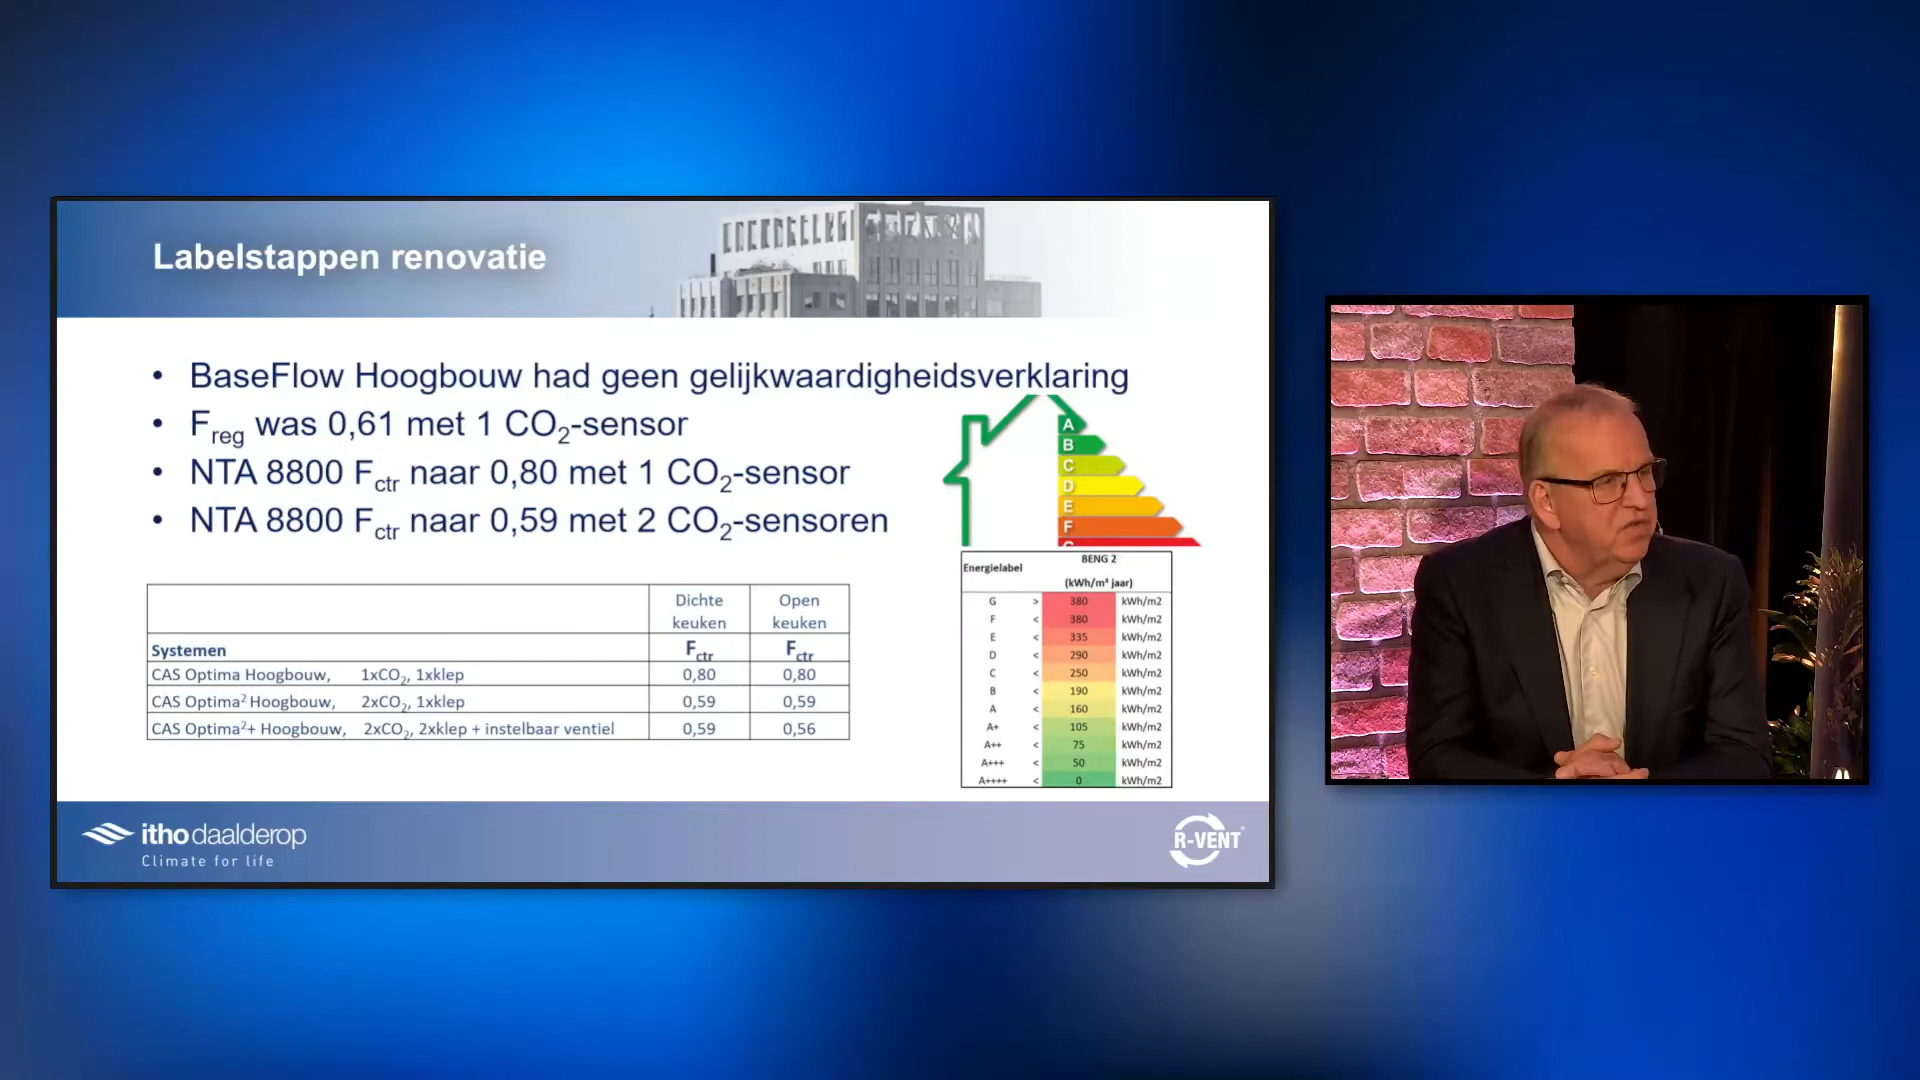 Labelstappen renovatie
• BaseFlow Hoogbouw had geen gelijkwaardigheidsverklaring
• Freg was 0,61 met 1 CO2-sensor
• NTA 8800 Fctr naar 0,80 met 1 CO2-sensor
• NTA 8800 Fctr naar 0,59 met 2 CO2-sensoren
A
B
C
D
E
F
G
Dichte keuken Open keuken
Systemen Fctr Fctr
CAS Optima Hoogbouw, 1xCO2, 1xklep 0,80 0,80
CAS Optima² Hoogbouw, 2xCO2, 1xklep 0,59 0,59
CAS Optima²+ Hoogbouw, 2xCO2, 2xklep + instelbaar ventiel 0,59 0,56
Energielabel BENG 2
(kWh/m² jaar)
G > 380 kWh/m2
F < 380 kWh/m2
E < 335 kWh/m2
D < 290 kWh/m2
C < 250 kWh/m2
B < 190 kWh/m2
A < 160 kWh/m2
A+ < 105 kWh/m2
A++ < 75 kWh/m2
A+++ < 50 kWh/m2
A++++ < 0 kWh/m2
itho daalderop
Climate for life
R-VENT